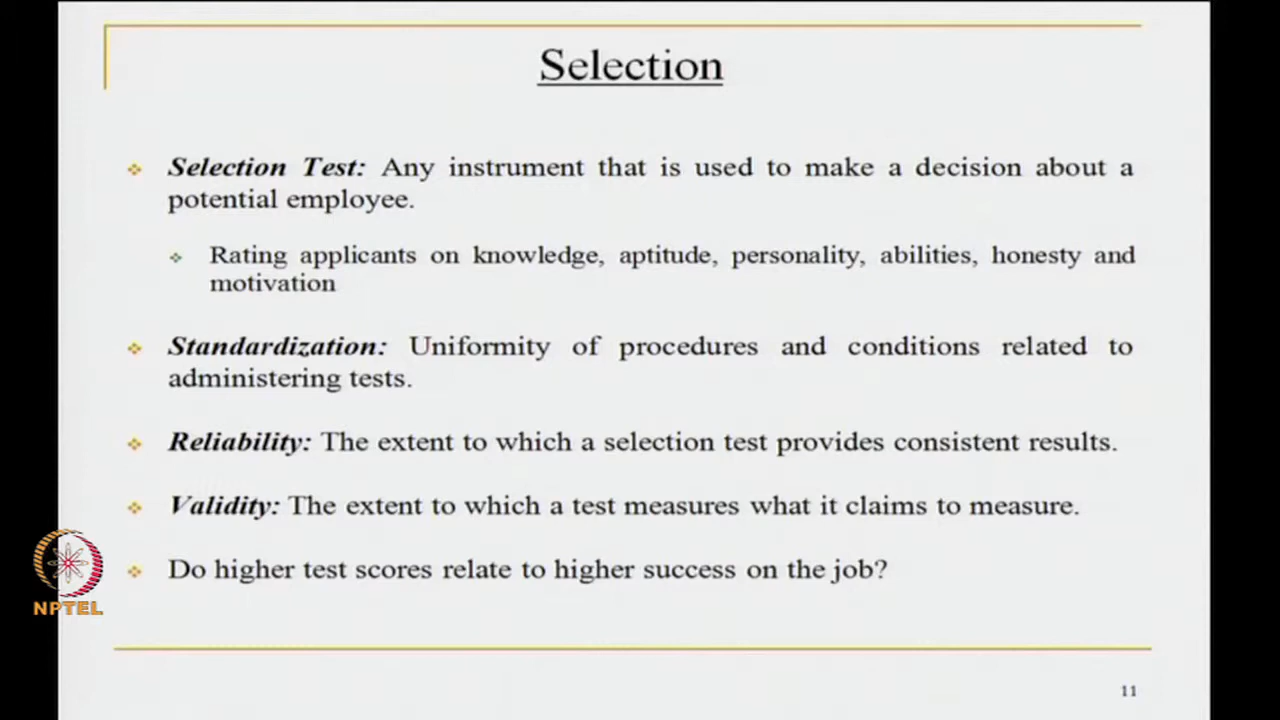 Selection
Selection Test: Any instrument that is used to make a decision about a
potential employee.
Rating applicants on knowledge, aptitude, personality, abilities, honesty and
motivation
Standardization: Uniformity of procedures and conditions related to
administering tests.
Reliability: The extent to which a selection test provides consistent results.
Validity: The extent to which a test measures what it claims to measure.
Do higher test scores relate to higher success on the job?
NPTEL
11